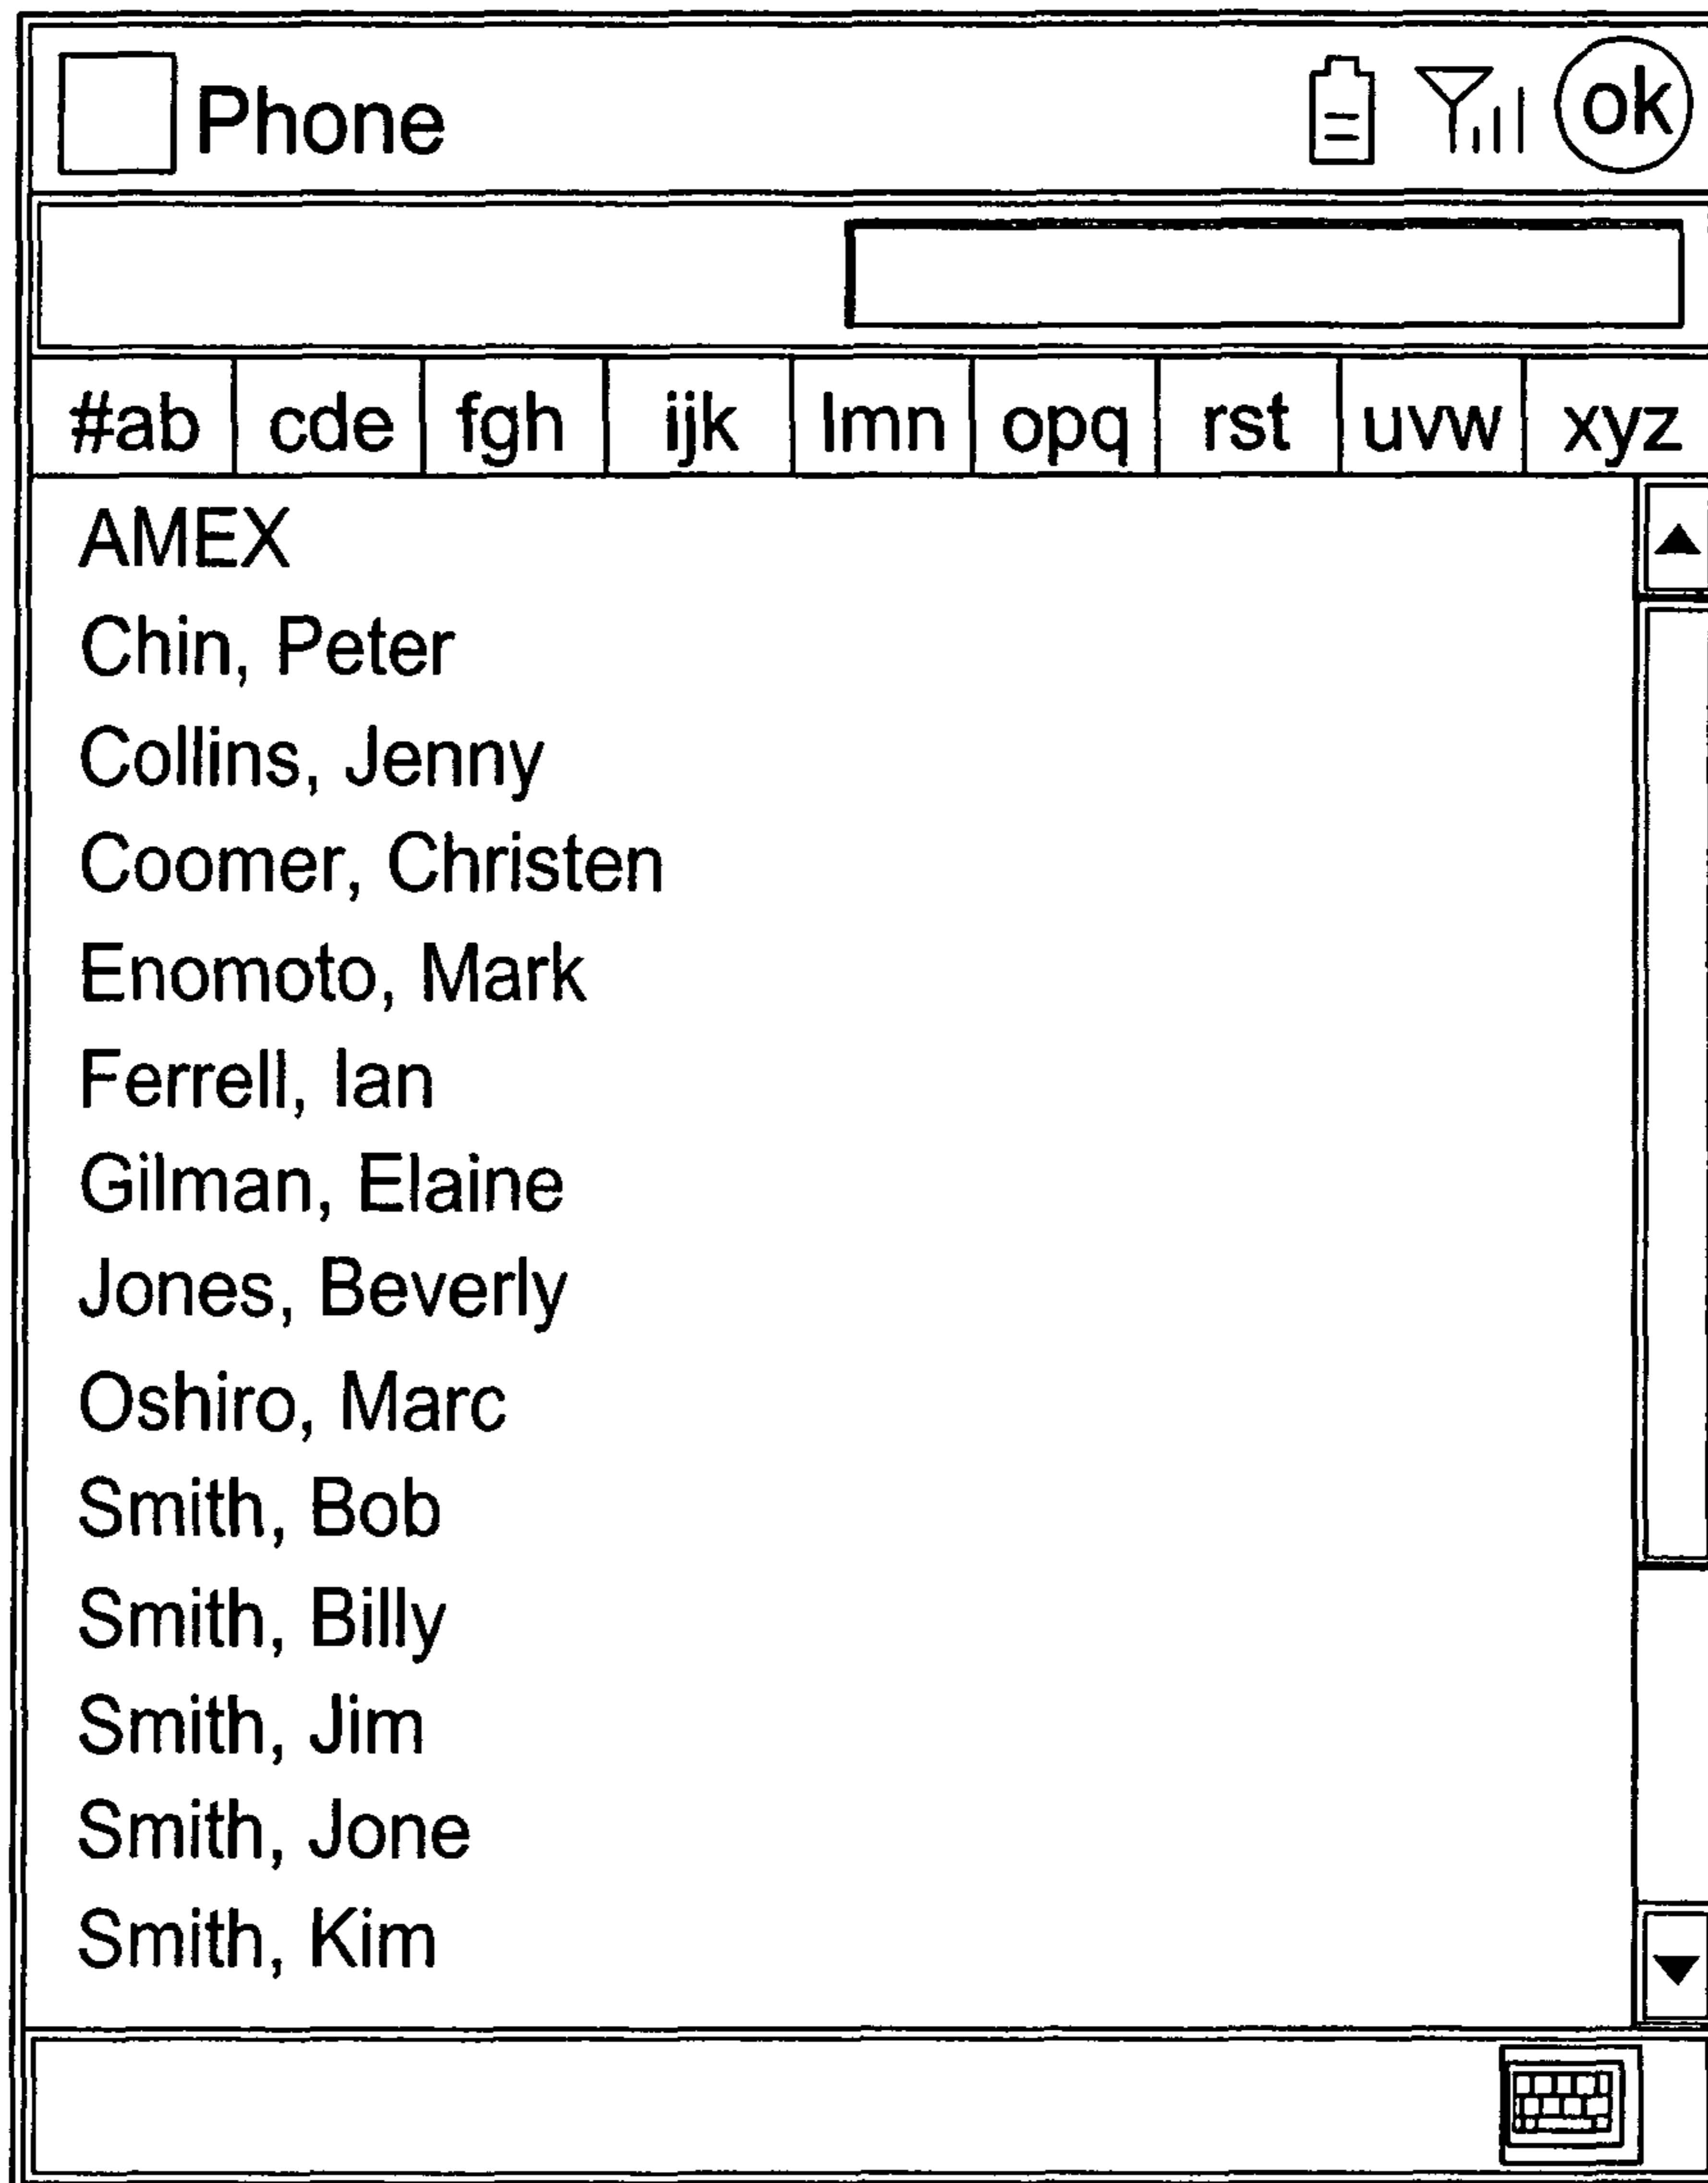 Phone ok
#ab cde fgh ijk lmn opq rst uvw xyz
AMEX
Chin, Peter
Collins, Jenny
Coomer, Christen
Enomoto, Mark
Ferrell, Ian
Gilman, Elaine
Jones, Beverly
Oshiro, Marc
Smith, Bob
Smith, Billy
Smith, Jim
Smith, Jone
Smith, Kim